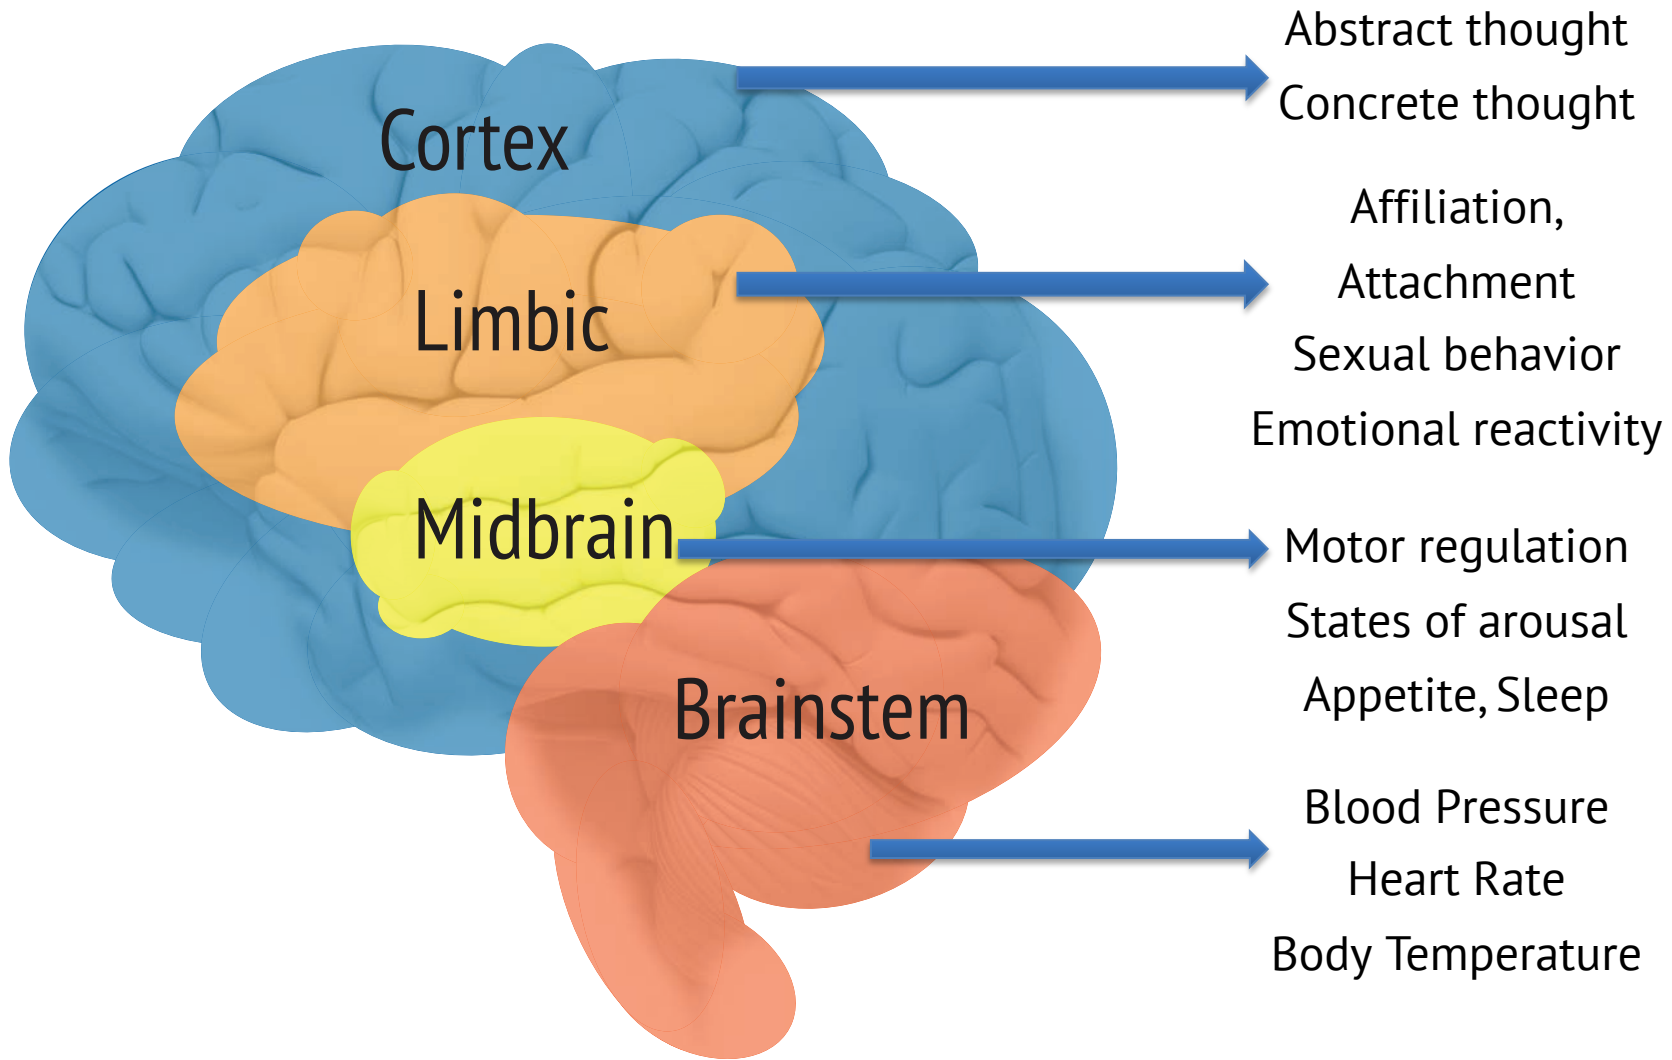 Cortex
Limbic
Midbrain
Brainstem
Abstract thought
Concrete thought
Affiliation,
Attachment
Sexual behavior
Emotional reactivity
Motor regulation
States of arousal
Appetite, Sleep
Blood Pressure
Heart Rate
Body Temperature